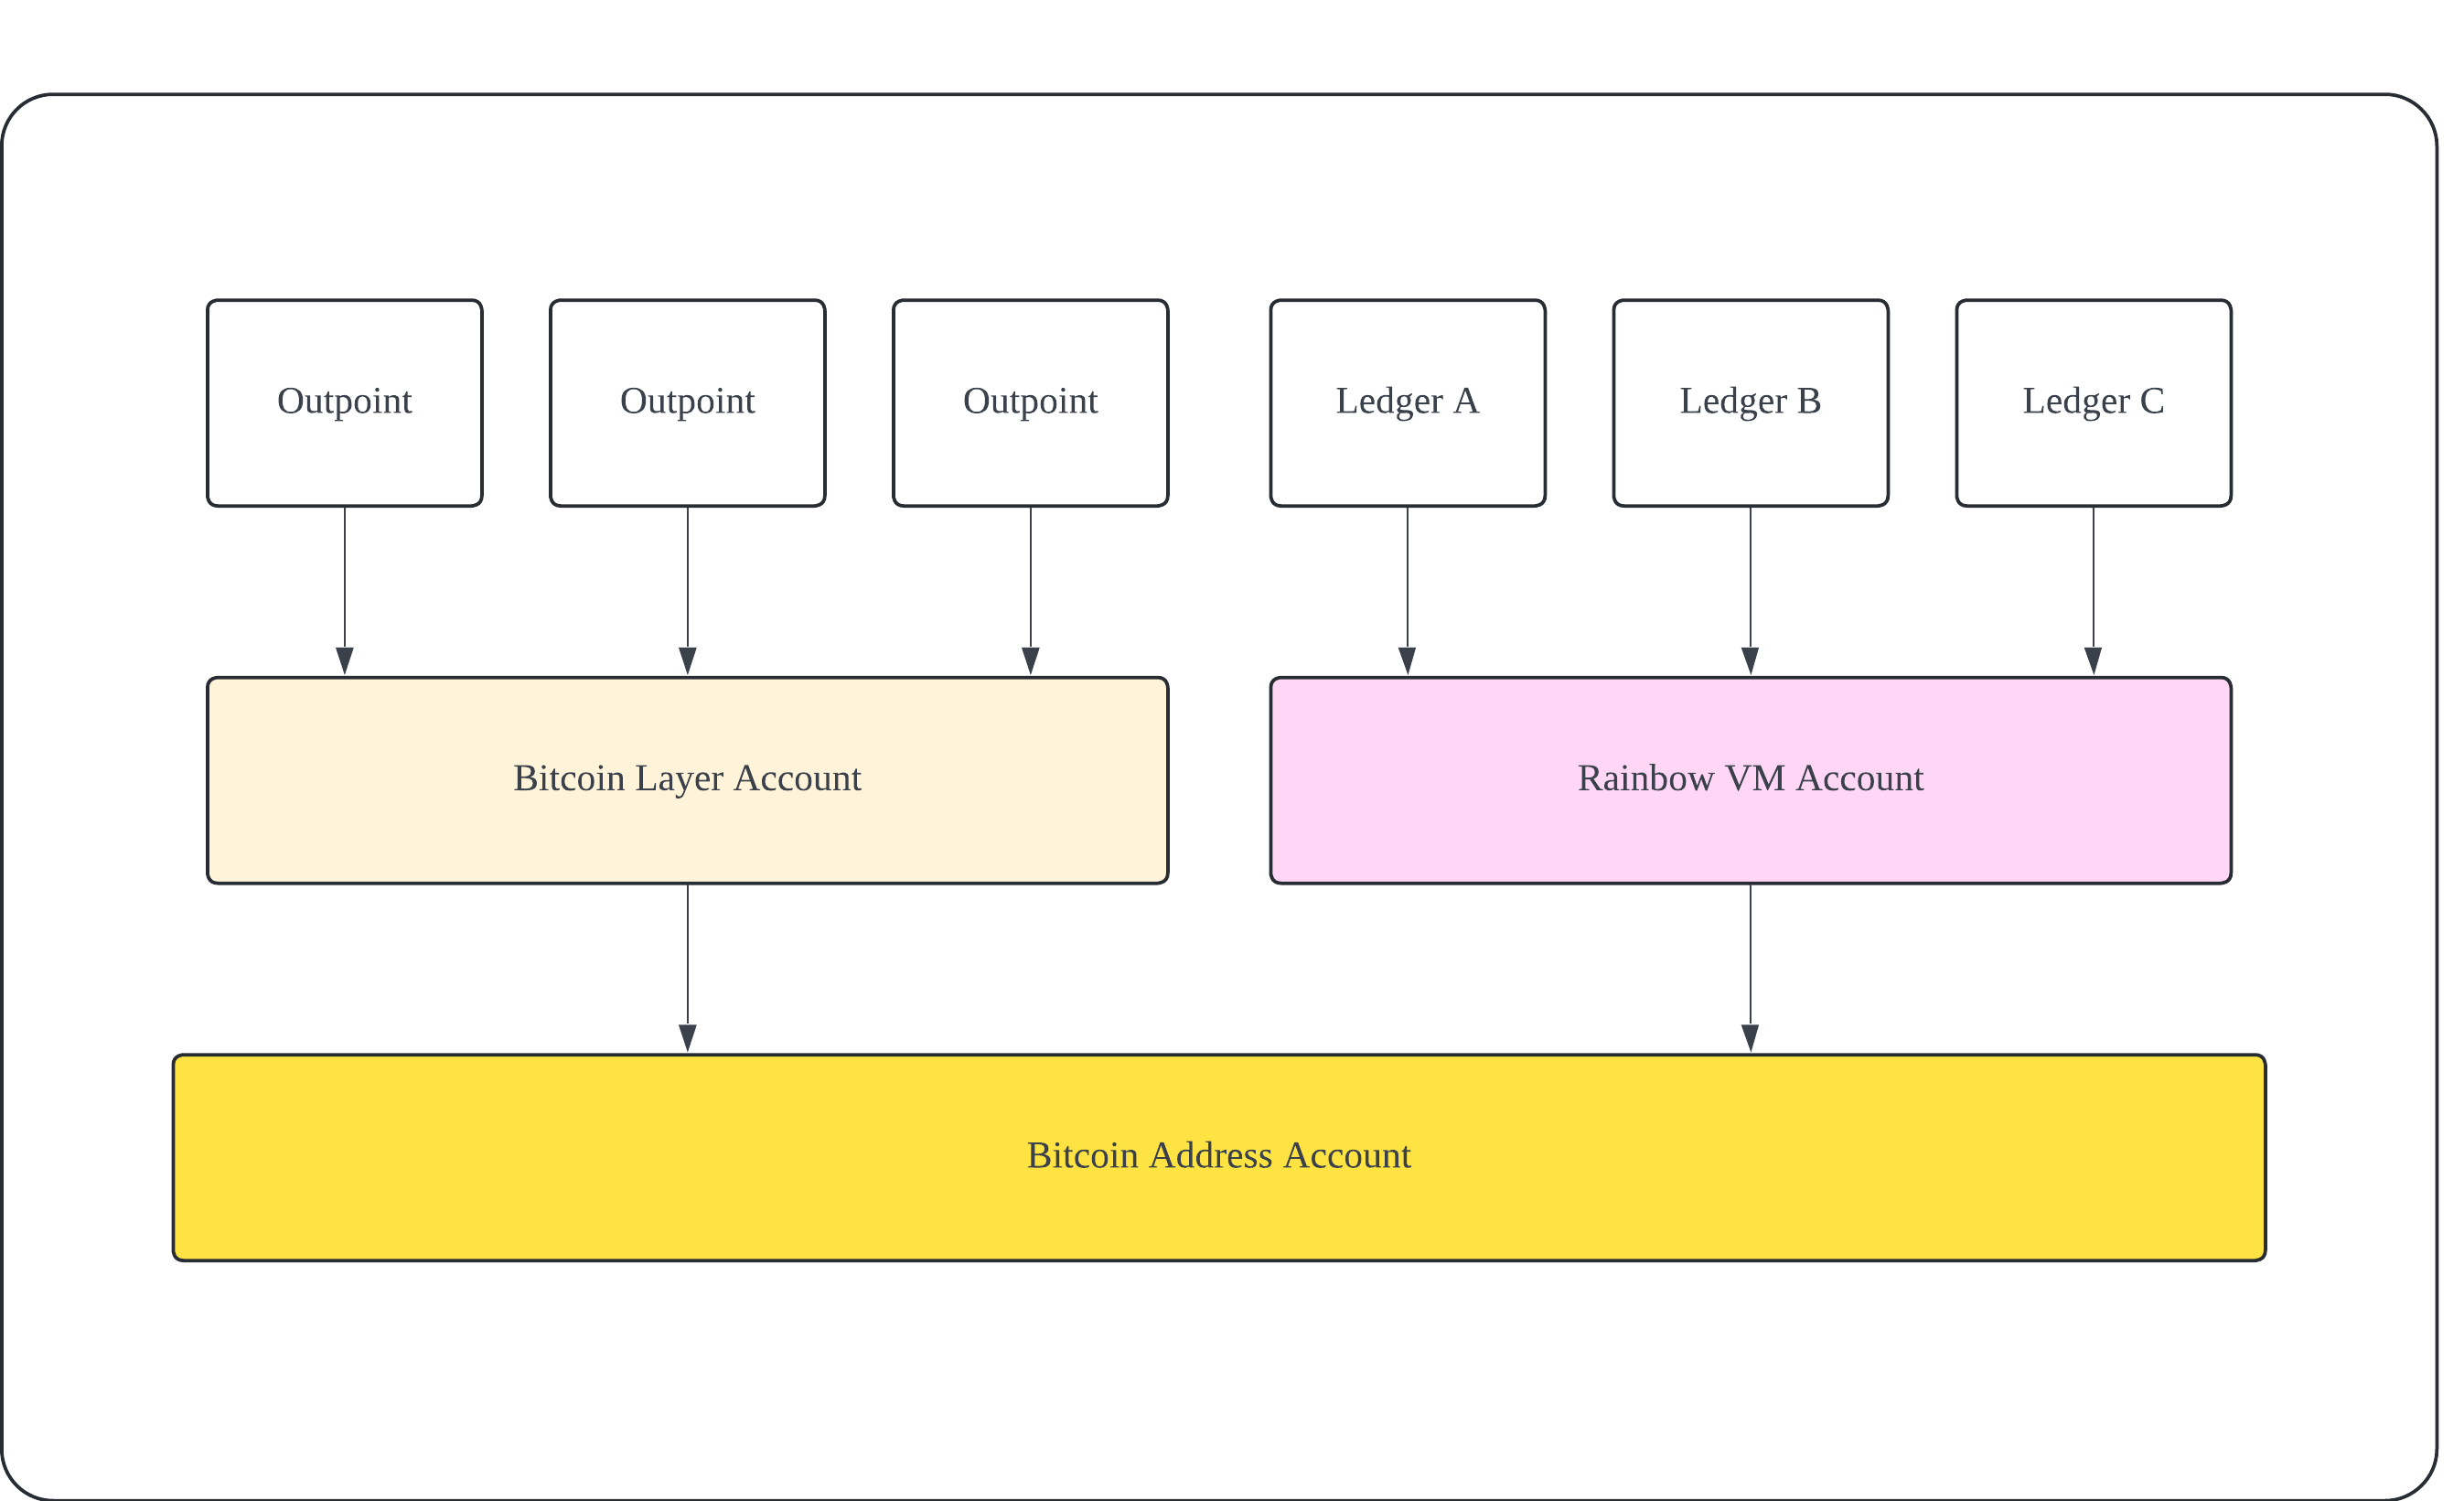 Outpoint
Outpoint
Outpoint
Ledger A
Ledger B
Ledger C
Bitcoin Layer Account
Rainbow VM Account
Bitcoin Address Account